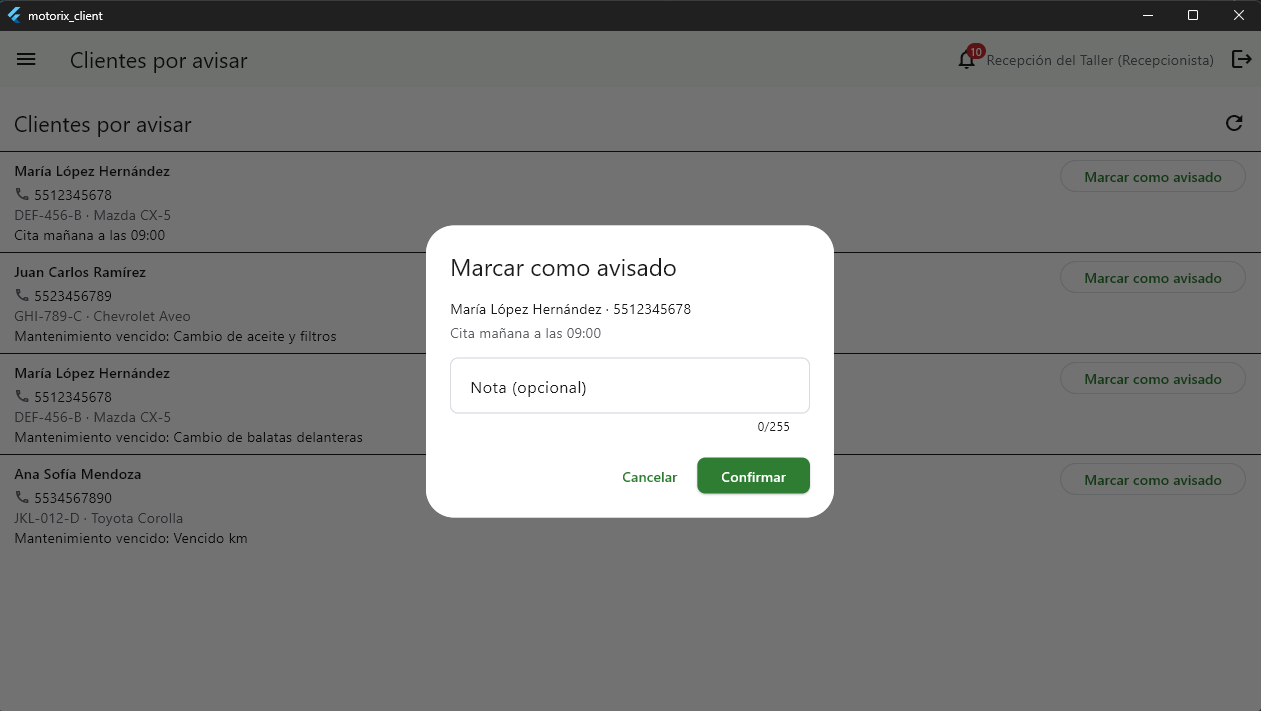 motorix_client
Clientes por avisar
10
Recepción del Taller (Recepcionista)
Clientes por avisar
María López Hernández
Marcar como avisado
5512345678
DEF-456-B · Mazda CX-5
Cita mañana a las 09:00
Juan Carlos Ramírez
Marcar como avisado
5523456789
GHI-789-C · Chevrolet Aveo
Mantenimiento vencido: Cambio de aceite y filtros
María López Hernández
Marcar como avisado
5512345678
DEF-456-B · Mazda CX-5
Mantenimiento vencido: Cambio de balatas delanteras
Ana Sofía Mendoza
Marcar como avisado
5534567890
JKL-012-D · Toyota Corolla
Mantenimiento vencido: Vencido km
Marcar como avisado
María López Hernández · 5512345678
Cita mañana a las 09:00
Nota (opcional)
0/255
Cancelar
Confirmar